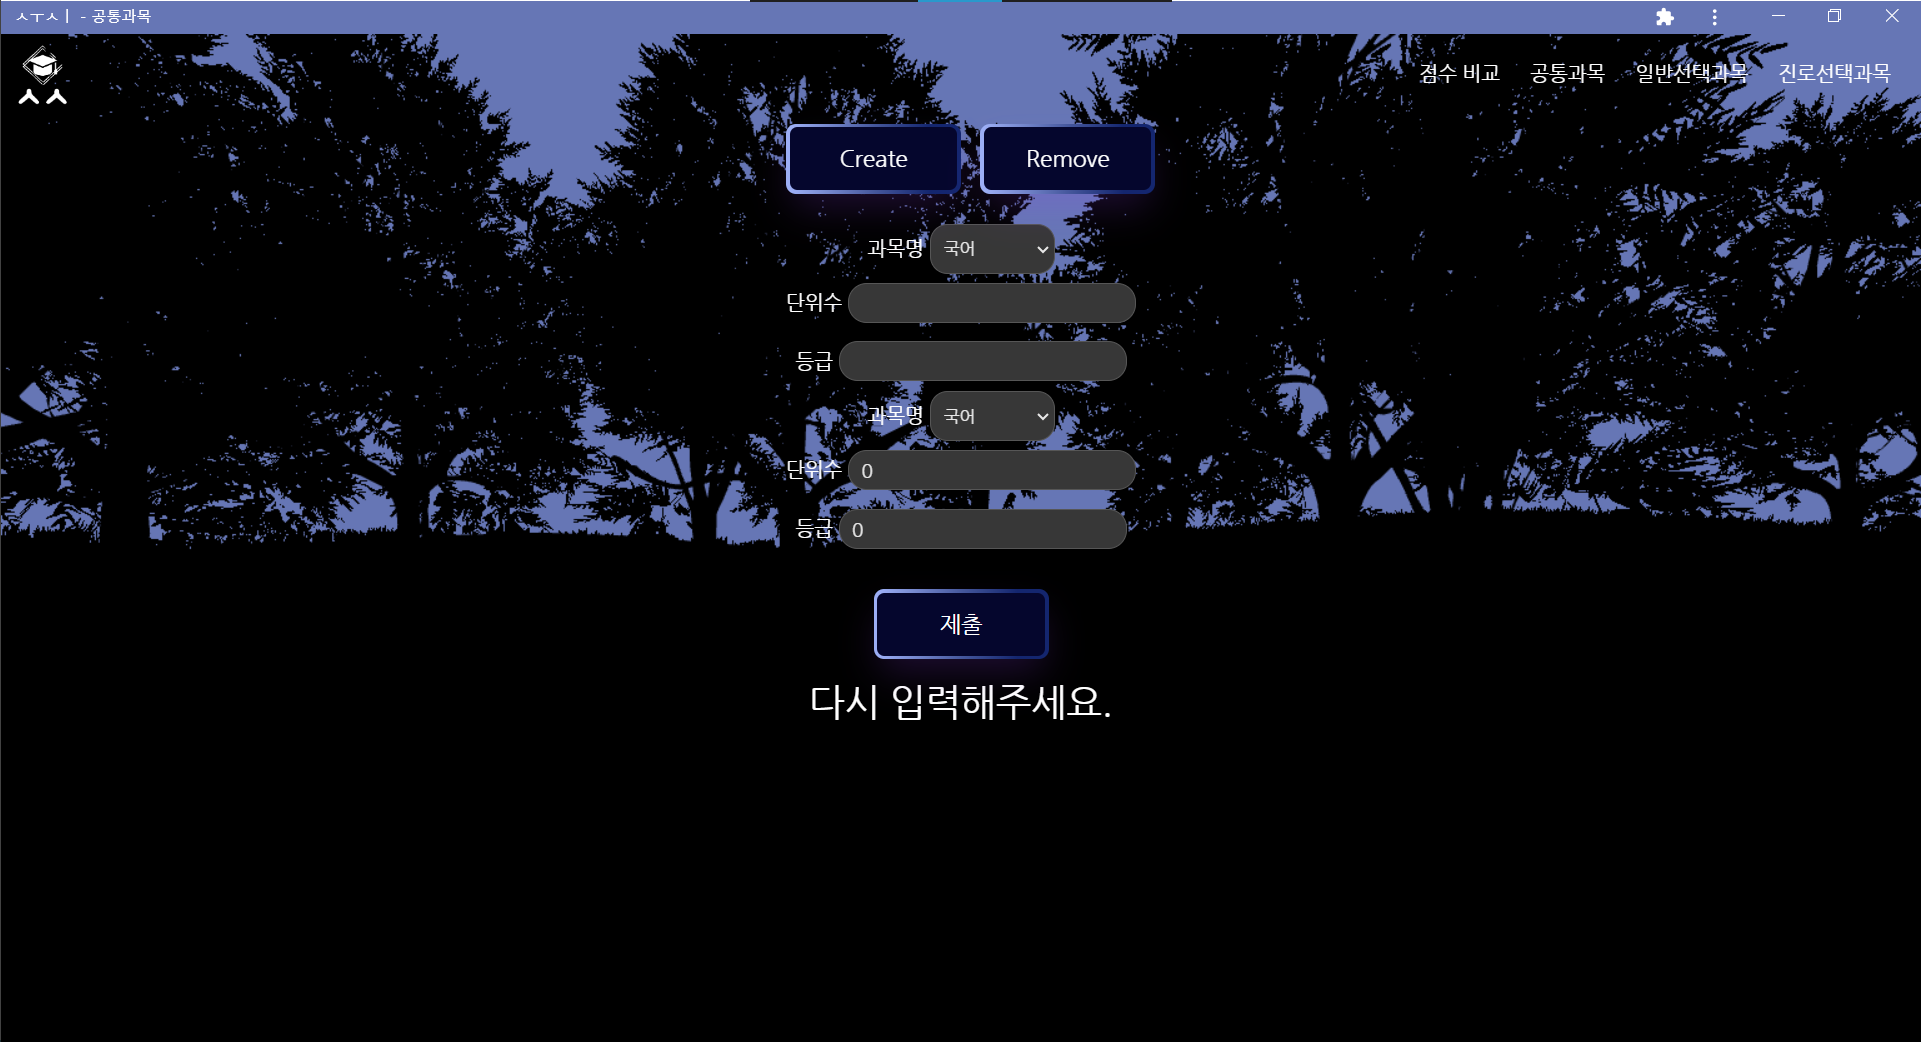 ㅅㅜㅅㅣ - 공통과목
ㅅㅅ
점수 비교 공통과목 일반선택과목 진로선택과목
Create Remove
과목명 국어
단위수
등급
과목명 국어
단위수 0
등급 0
제출
다시 입력해주세요.